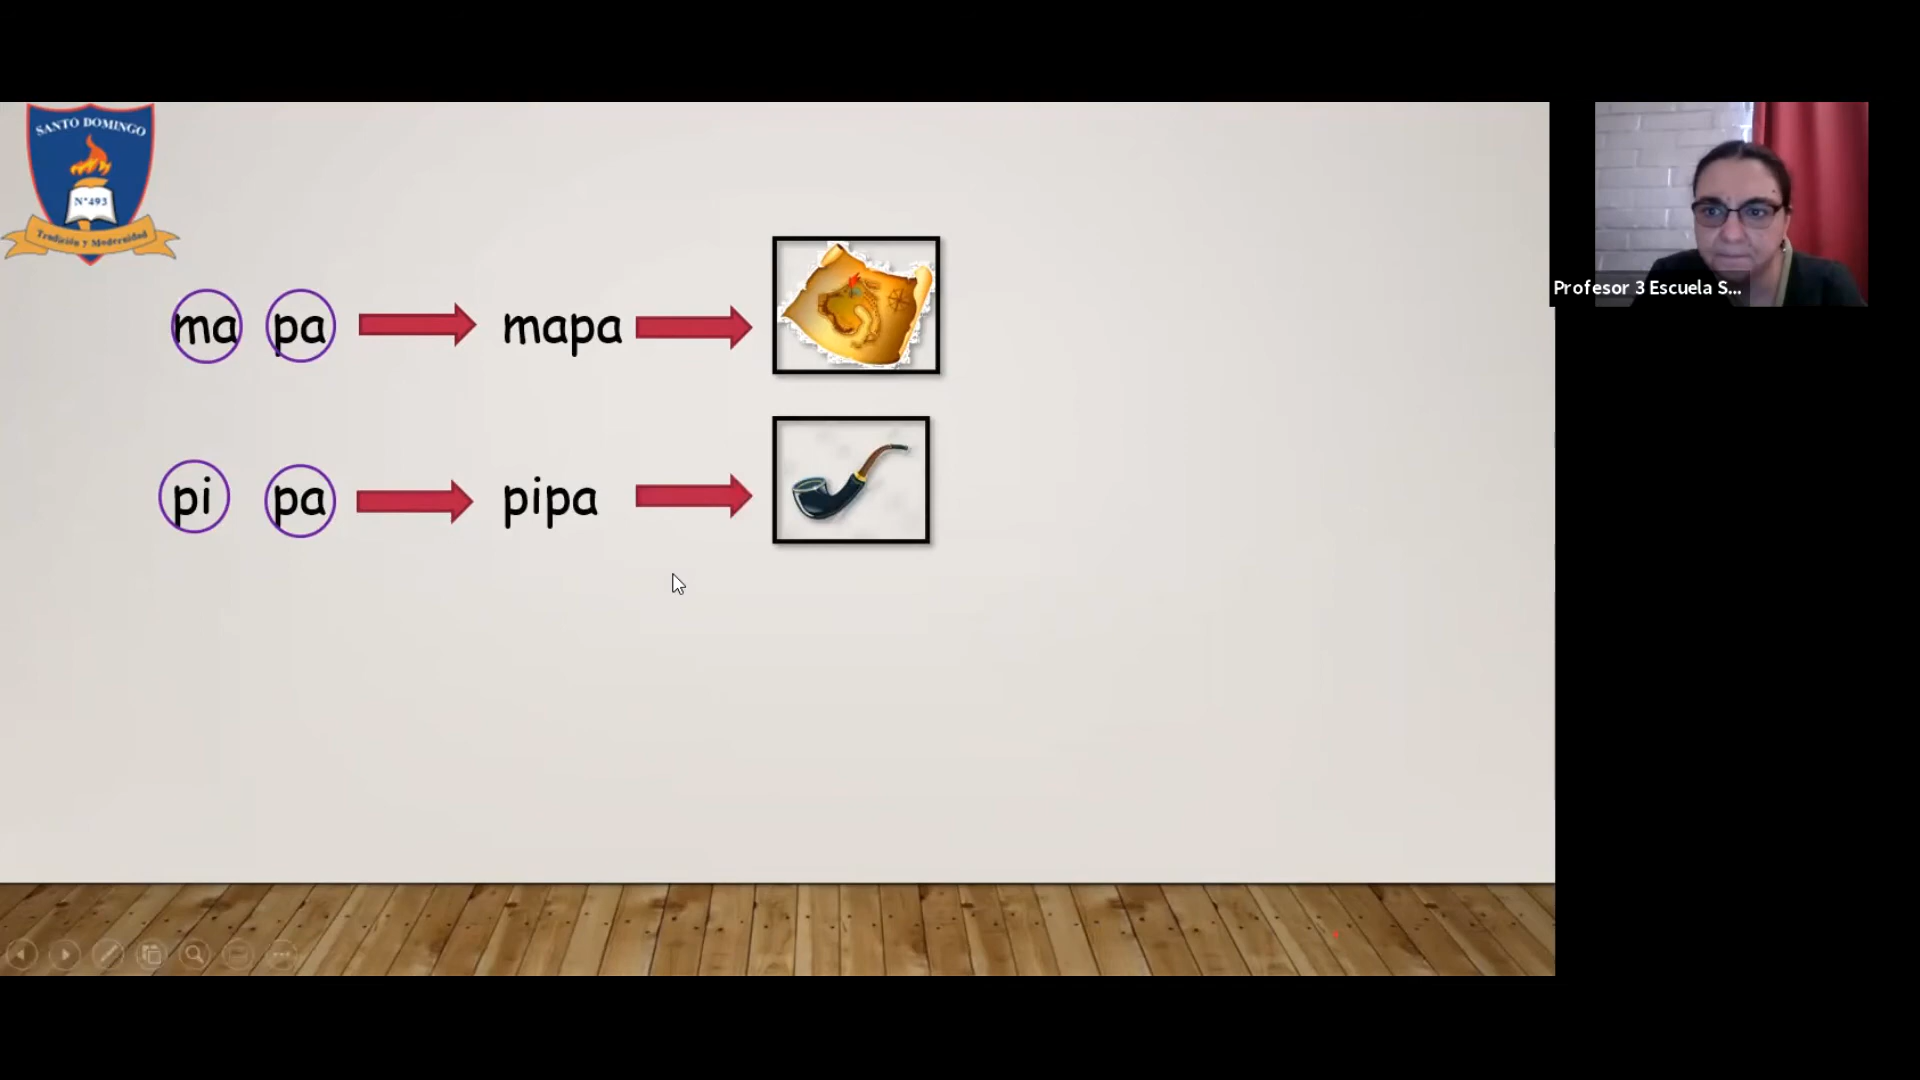 SANTO DOMINGO
N°493
Tradición y Modernidad
ma pa mapa
pi pa pipa
Profesor 3 Escuela S...